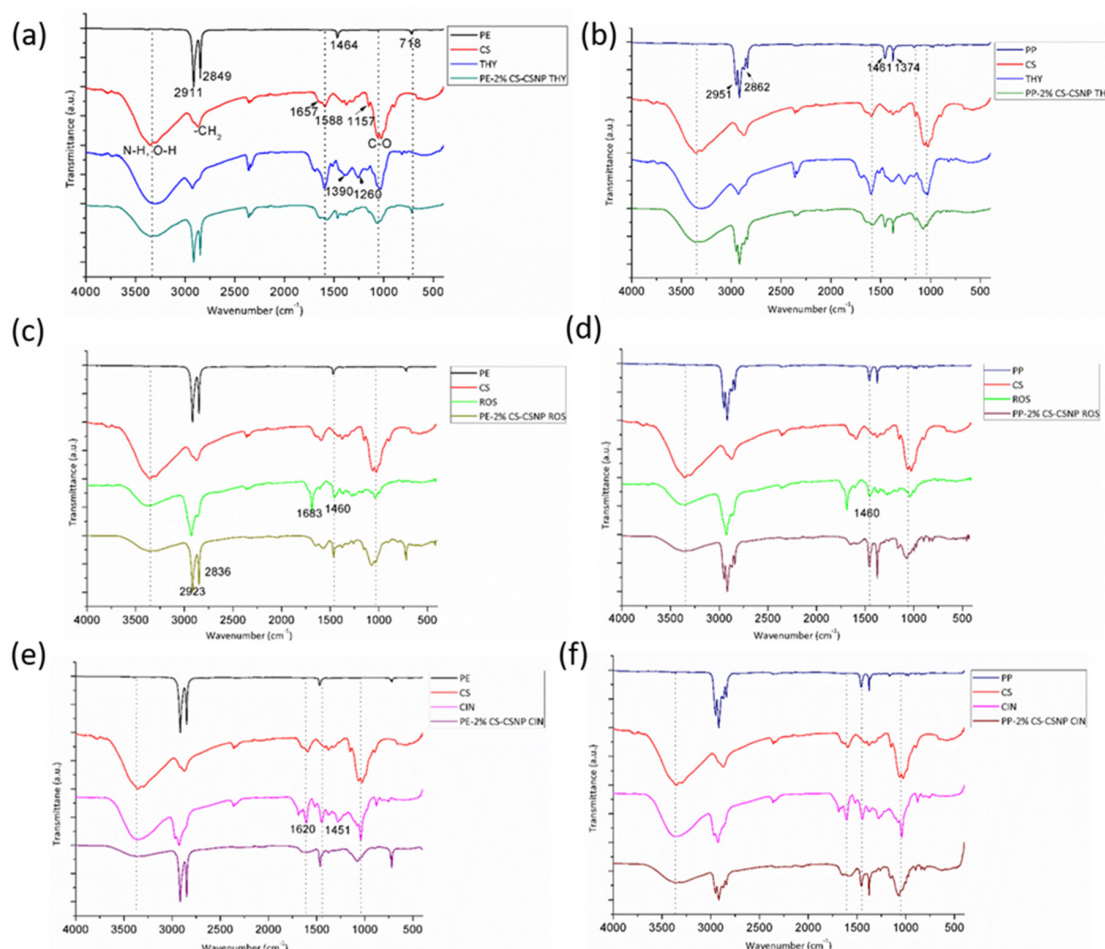 (a)
PE
CS
THY
PE-2% CS-CSNP THY
2849
2911
1464
718
1657
1588
1157
-CH2
N-H, O-H
C-O
1390
1260
Transmittance (a.u.)
4000 3500 3000 2500 2000 1500 1000 500
Wavenumber (cm-1)
(b)
PP
CS
THY
PP-2% CS-CSNP TH
2951
2862
1461
1374
Transmittance (a.u.)
4000 3500 3000 2500 2000 1500 1000 500
Wavenumber (cm-1)
(c)
PE
CS
ROS
PE-2% CS-CSNP ROS
1683
1460
2836
2923
Transmittance (a.u.)
4000 3500 3000 2500 2000 1500 1000 500
Wavenumber (cm-1)
(d)
PP
CS
ROS
PP-2% CS-CSNP ROS
1460
Transmittance (a.u.)
4000 3500 3000 2500 2000 1500 1000 500
Wavenumber (cm-1)
(e)
PE
CS
CIN
PE-2% CS-CSNP CIN
1620
1451
Transmittane (a.u.)
4000 3500 3000 2500 2000 1500 1000 500
Wavenumber (cm-1)
(f)
PP
CS
CIN
PP-2% CS-CSNP CIN
Transmittance (a.u.)
4000 3500 3000 2500 2000 1500 1000 500
Wavenumber (cm-1)